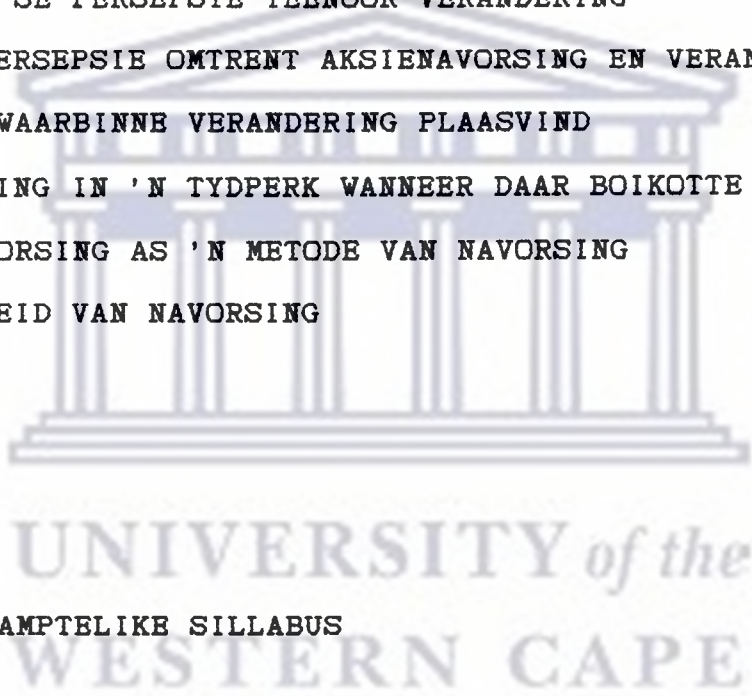 SE PERSEPSIE TEENOOR VERANDERING
ERSEPSIE OMTRENT AKSIENAVORSING EN VERAN
WAARBINNE VERANDERING PLAASVIND
ING IN 'N TYDPERK WANNEER DAAR BOIKOTTE
ORSING AS 'N METODE VAN NAVORSING
EID VAN NAVORSING
UNIVERSITY of the
AMPTELIKE SILLABUS
WESTERN CAPE